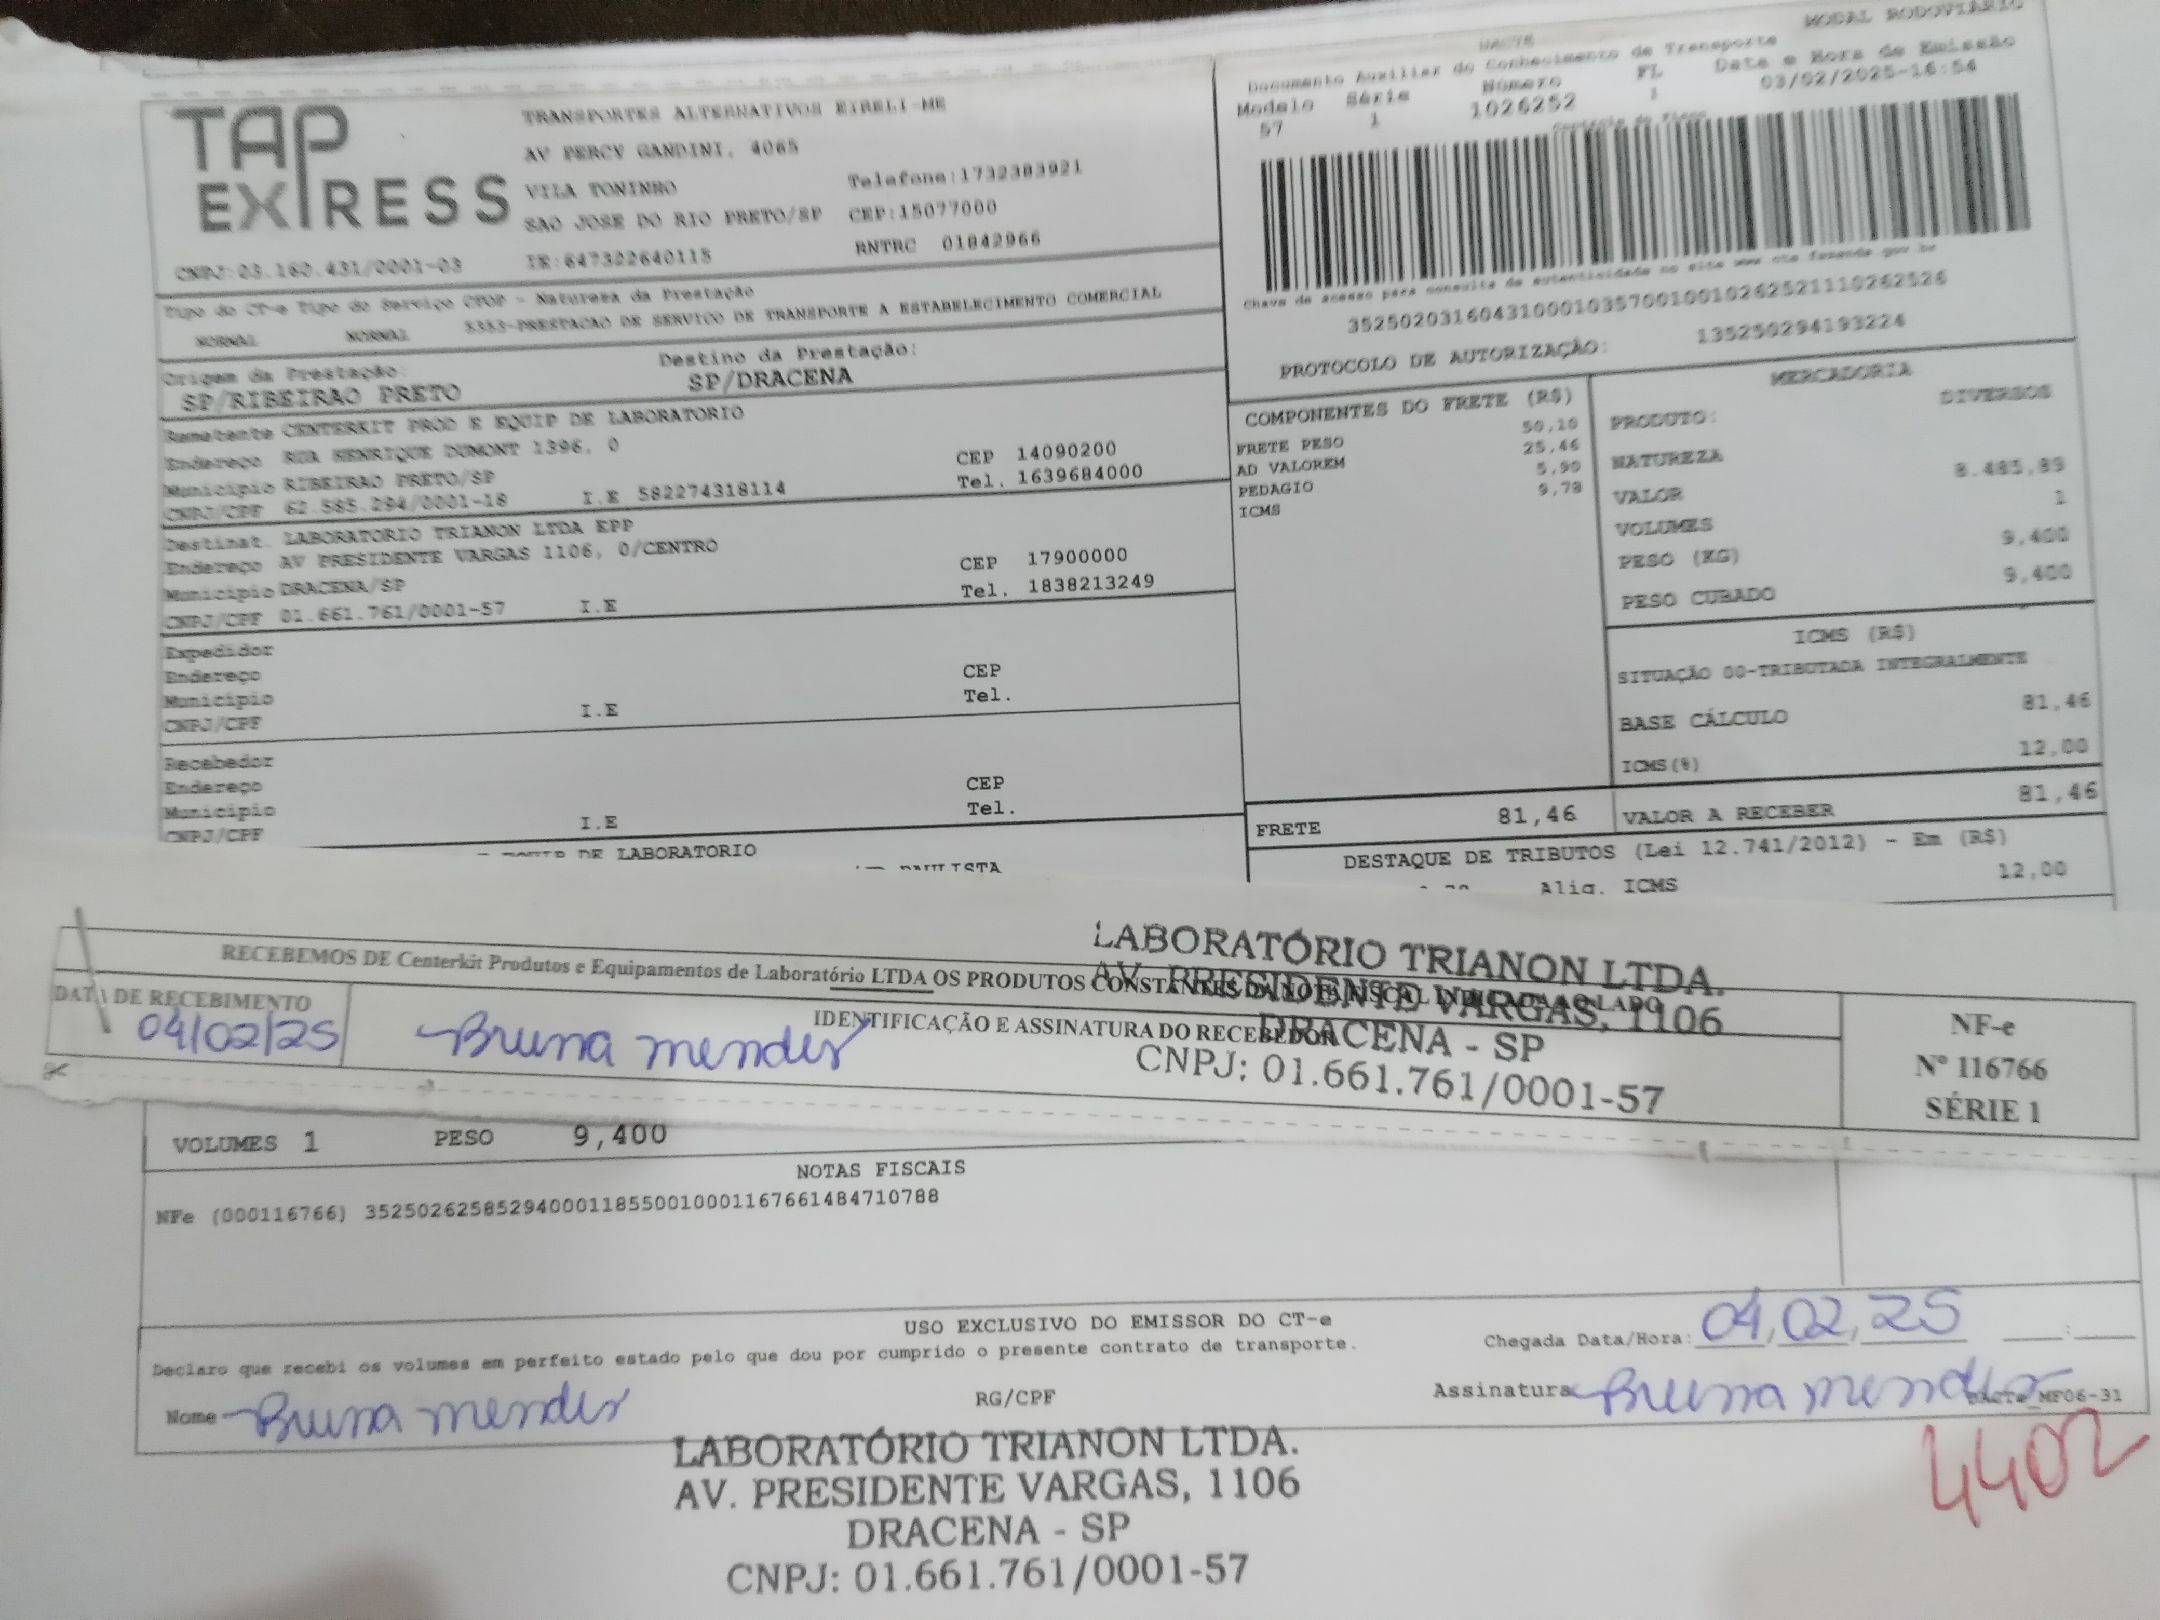 MODAL RODOVIÁRIO
DACTE
Documento Auxiliar do Conhecimento de Transporte
Modelo Série Número FL Data e Hora de Emissão
57 1 1026252 1 03/02/2025-16:54
TAP
EXPRESS
TRANSPORTES ALTERNATIVOS EIRELI-ME
AV PERCY GANDINI, 4065
VILA TONINHO Telefone:1732383921
SAO JOSE DO RIO PRETO/SP CEP:15077000
CNPJ:03.160.431/0001-03 IE:647322640115 RNTRC 01842966
Chave de acesso para consulta de autenticidade no site www cte fazenda gov br
35250203160431000103570010010262521110262526
PROTOCOLO DE AUTORIZAÇÃO: 135250294193224
Tipo do CT-e Tipo do Serviço CFOP - Natureza da Prestação
NORMAL NORMAL 5353-PRESTACAO DE SERVICO DE TRANSPORTE A ESTABELECIMENTO COMERCIAL
Origem da Prestação: Destino da Prestação:
SP/RIBEIRAO PRETO SP/DRACENA
Remetente CENTERKIT PROD E EQUIP DE LABORATORIO
Endereço RUA HENRIQUE DUMONT 1396, 0 CEP 14090200
Município RIBEIRAO PRETO/SP Tel. 1639684000
CNPJ/CPF 62.585.294/0001-18 I.E 582274318114
Destinat. LABORATORIO TRIANON LTDA EPP
Endereço AV PRESIDENTE VARGAS 1106, 0/CENTRO CEP 17900000
Município DRACENA/SP Tel. 1838213249
CNPJ/CPF 01.661.761/0001-57 I.E
Expedidor
Endereço CEP
Município Tel.
CNPJ/CPF I.E
Recebedor
Endereço CEP
Município Tel.
CNPJ/CPF I.E
DE LABORATORIO
PAULISTA
COMPONENTES DO FRETE (R$)
FRETE PESO 50,10
AD VALOREM 25,46
PEDAGIO 5,90
ICMS 9,78
MERCADORIA
PRODUTO: DIVERSOS
NATUREZA
VALOR 8.485,89
VOLUMES 1
PESO (KG) 9,400
PESO CUBADO 9,400
ICMS (R$)
SITUAÇÃO 00-TRIBUTADA INTEGRALMENTE
BASE CÁLCULO 81,46
ICMS(%) 12,00
FRETE 81,46 VALOR A RECEBER 81,46
DESTAQUE DE TRIBUTOS (Lei 12.741/2012) - Em (R$)
Aliq. ICMS 12,00
RECEBEMOS DE Centerkit Produtos e Equipamentos de Laboratório LTDA OS PRODUTOS CONSTANTES DA NOTA FISCAL INDICADA AO LADO
DATA DE RECEBIMENTO
04/02/25
IDENTIFICAÇÃO E ASSINATURA DO RECEBEDOR
Bruna mendes
LABORATÓRIO TRIANON LTDA.
AV. PRESIDENTE VARGAS, 1106
DRACENA - SP
CNPJ: 01.661.761/0001-57
NF-e
Nº 116766
SÉRIE 1
VOLUMES 1 PESO 9,400
NOTAS FISCAIS
NFe (000116766) 35250262585294000118550010001167661484710788
USO EXCLUSIVO DO EMISSOR DO CT-e
Declaro que recebi os volumes em perfeito estado pelo que dou por cumprido o presente contrato de transporte.
Chegada Data/Hora: 04, 02, 25 :
Nome Bruna mendes RG/CPF Assinatura Bruna mendes
DACTe_MF06-31
4402
LABORATÓRIO TRIANON LTDA.
AV. PRESIDENTE VARGAS, 1106
DRACENA - SP
CNPJ: 01.661.761/0001-57